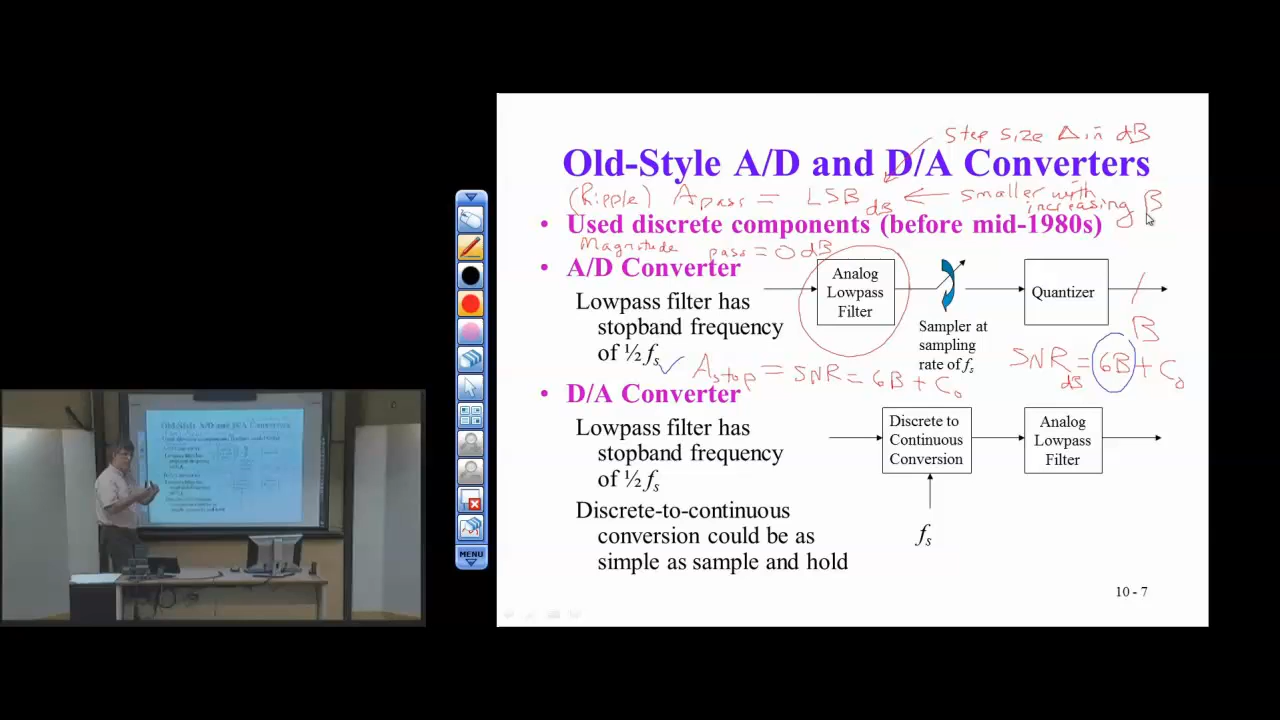 Step size Δ in dB
Old-Style A/D and D/A Converters
(Ripple) A pass = LSB dB ← smaller with increasing B
• Used discrete components (before mid-1980s)
Magnitude pass = 0 dB
• A/D Converter
Lowpass filter has
stopband frequency
of ½ fs
Analog
Lowpass
Filter
Sampler at
sampling
rate of fs
Quantizer
B
SNR dB = 6B + C0
Astop = SNR = 6B + C0
• D/A Converter
Lowpass filter has
stopband frequency
of ½ fs
Discrete-to-continuous
conversion could be as
simple as sample and hold
Discrete to
Continuous
Conversion
Analog
Lowpass
Filter
fs
10 - 7
MENU